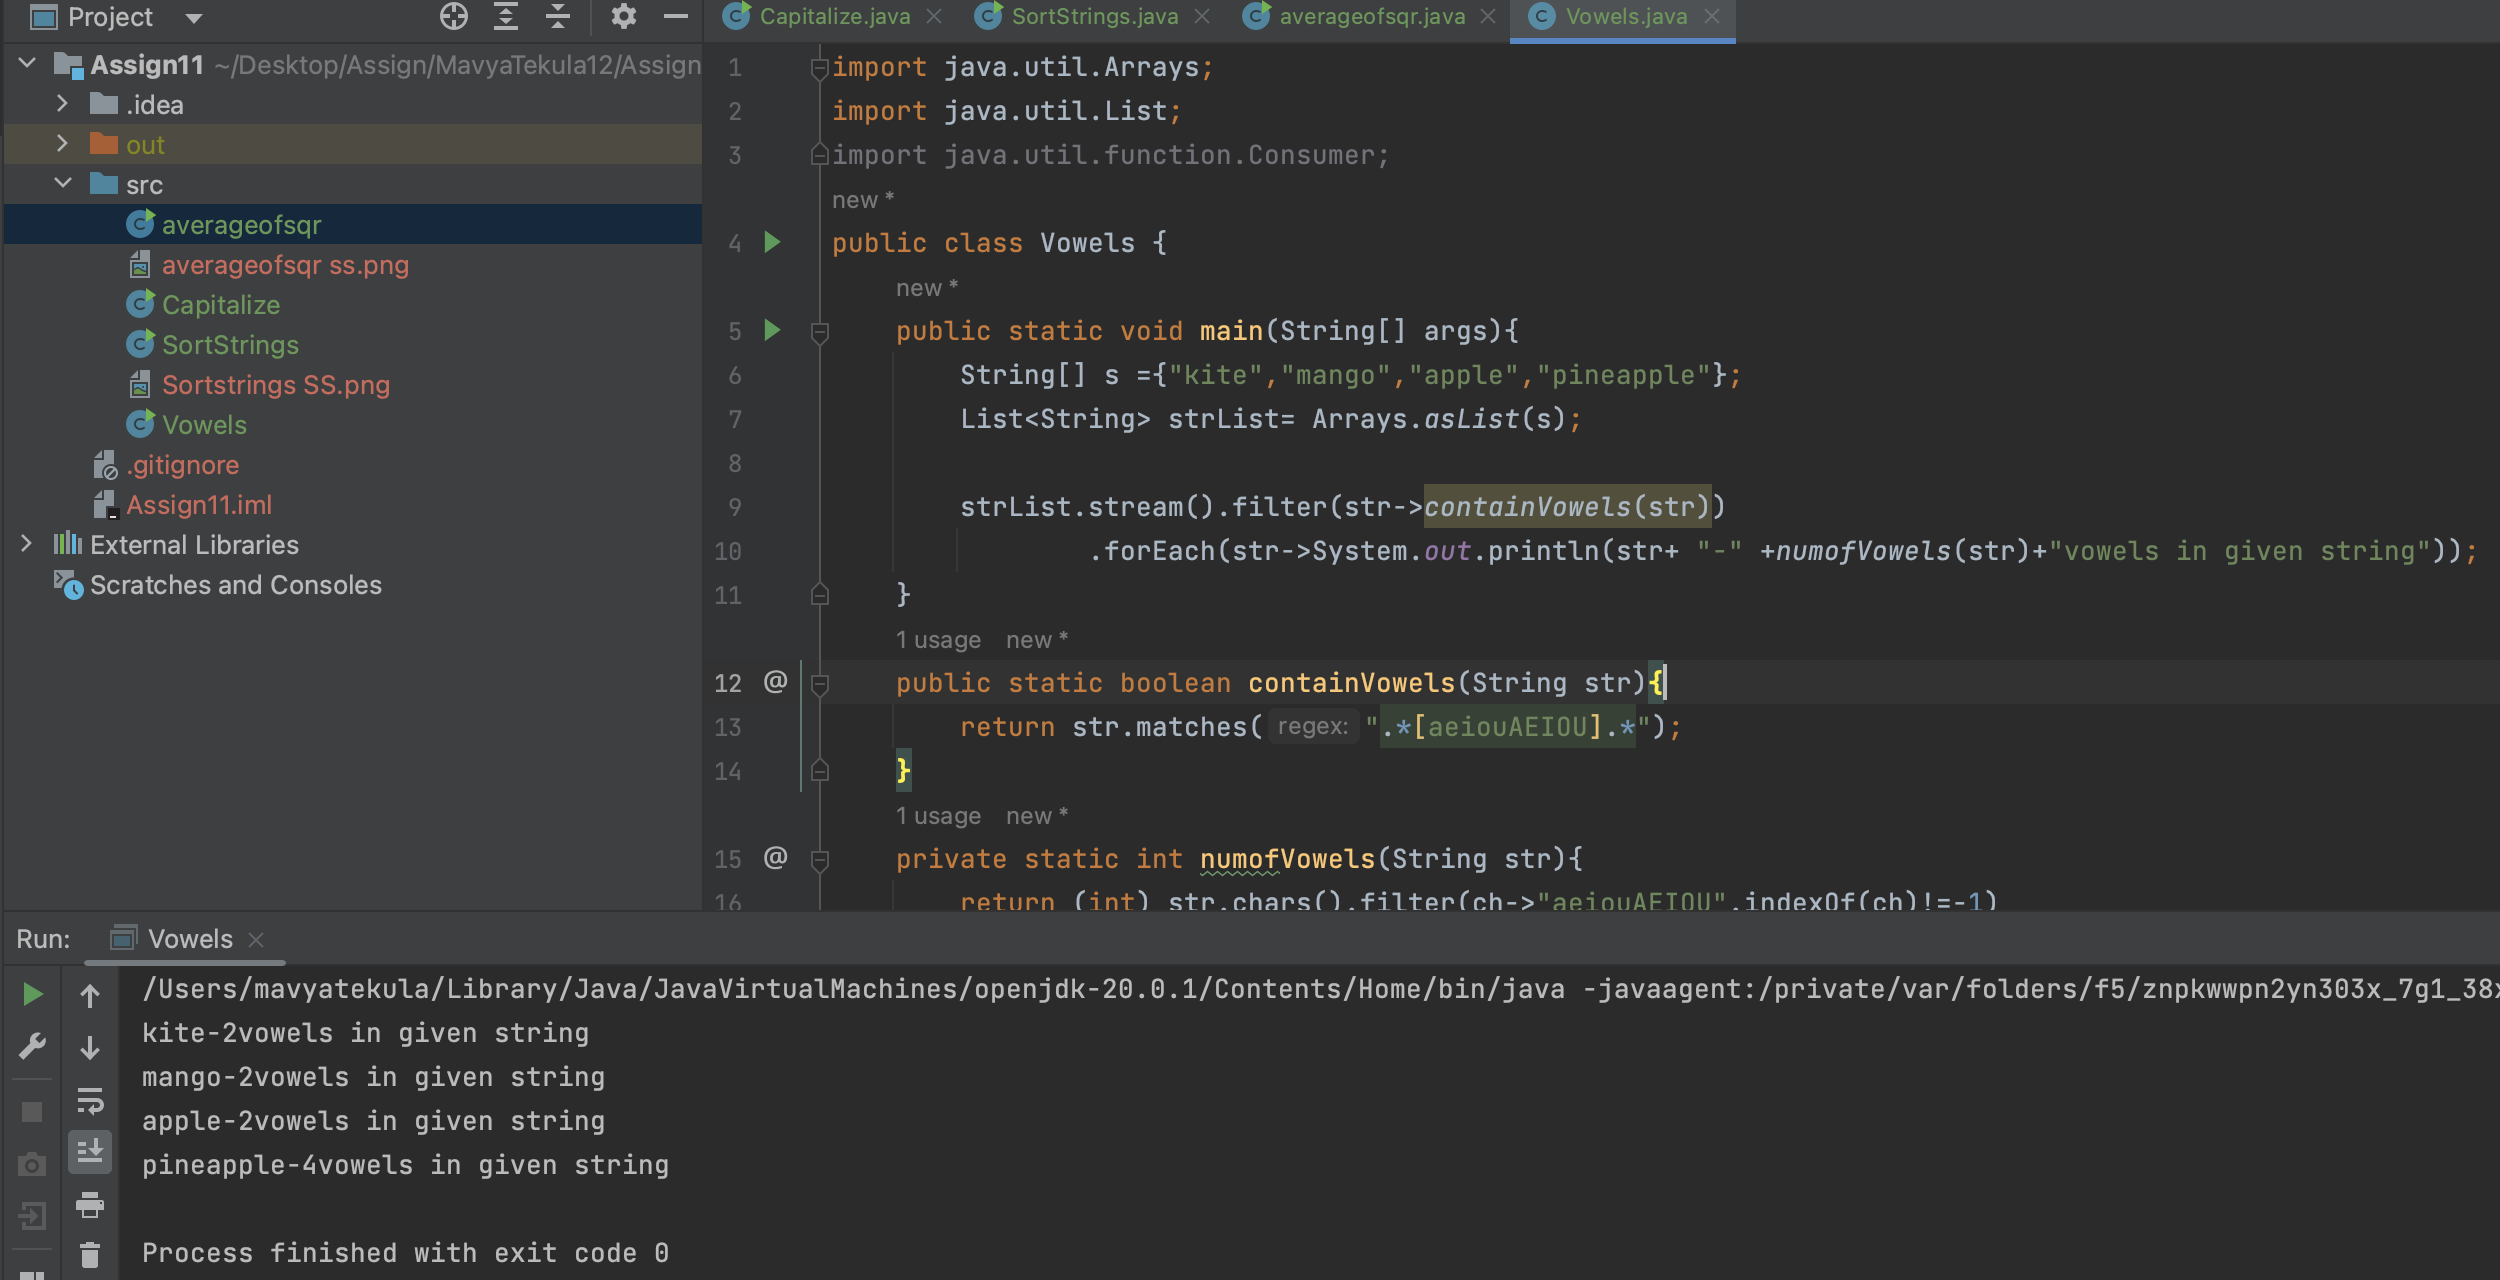 Project
Assign11 ~/Desktop/Assign/MavyaTekula12/Assign
.idea
out
src
averageofsqr
averageofsqr ss.png
Capitalize
SortStrings
Sortstrings SS.png
Vowels
.gitignore
Assign11.iml
External Libraries
Scratches and Consoles
Capitalize.java SortStrings.java averageofsqr.java Vowels.java
1 import java.util.Arrays;
2 import java.util.List;
3 import java.util.function.Consumer;
new *
4 public class Vowels {
new *
5 public static void main(String[] args){
6 String[] s ={"kite","mango","apple","pineapple"};
7 List<String> strList= Arrays.asList(s);
8
9 strList.stream().filter(str->containVowels(str))
10 .forEach(str->System.out.println(str+ "-" +numofVowels(str)+"vowels in given string"));
11 }
1 usage new *
12 @ public static boolean containVowels(String str){
13 return str.matches( regex: ".*[aeiouAEIOU].*");
14 }
1 usage new *
15 @ private static int numofVowels(String str){
16 return (int) str.chars().filter(ch->"aeiouAEIOU".indexOf(ch)!=-1)
Run: Vowels
/Users/mavyatekula/Library/Java/JavaVirtualMachines/openjdk-20.0.1/Contents/Home/bin/java -javaagent:/private/var/folders/f5/znpkwwpn2yn303x_7g1_38x
kite-2vowels in given string
mango-2vowels in given string
apple-2vowels in given string
pineapple-4vowels in given string
Process finished with exit code 0